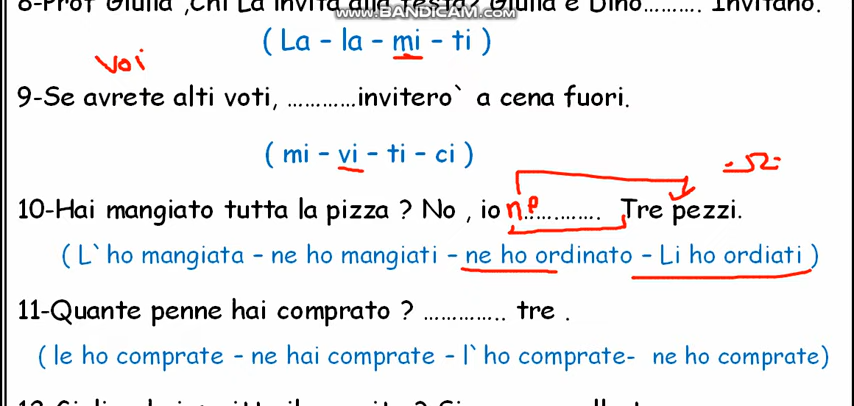 8-Prof Giulia ,Chi La invita alla festa? Giulia e Dino.......... Invitano.
www.BANDICAM.com
( La - la - mi - ti )
voi
9-Se avrete alti voti, ............invitero` a cena fuori.
( mi - vi - ti - ci )
10-Hai mangiato tutta la pizza ? No , io ne............. Tre pezzi.
( L` ho mangiata - ne ho mangiati - ne ho ordinato - Li ho ordiati )
11-Quante penne hai comprato ? .............. tre .
( le ho comprate - ne hai comprate - l` ho comprate- ne ho comprate)